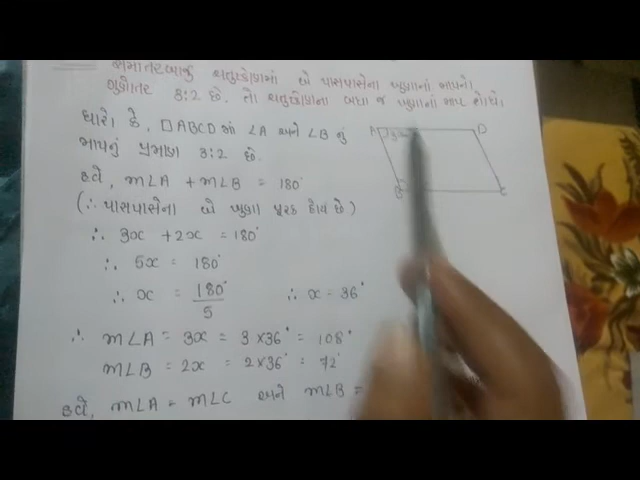 સમાંતરબાજુ ચતુષ્કોણમાં બે પાસપાસેના ખૂણાનાં માપનો
ગુણોત્તર 3:2 છે. તો ચતુષ્કોણના બધા જ ખૂણાનાં માપ શોધો.
ધારો કે, □ABCD માં ∠A અને ∠B નું
માપનું પ્રમાણ 3:2 છે.
હવે, m∠A + m∠B = 180°
(∴ પાસપાસેના બે ખૂણા પૂરક હોય છે)
∴ 3x + 2x = 180°
∴ 5x = 180°
∴ x = 180°/5 ∴ x = 36°
∴ m∠A = 3x = 3 × 36° = 108°
m∠B = 2x = 2 × 36° = 72°
હવે, m∠A = m∠C અને m∠B =
A D
B C